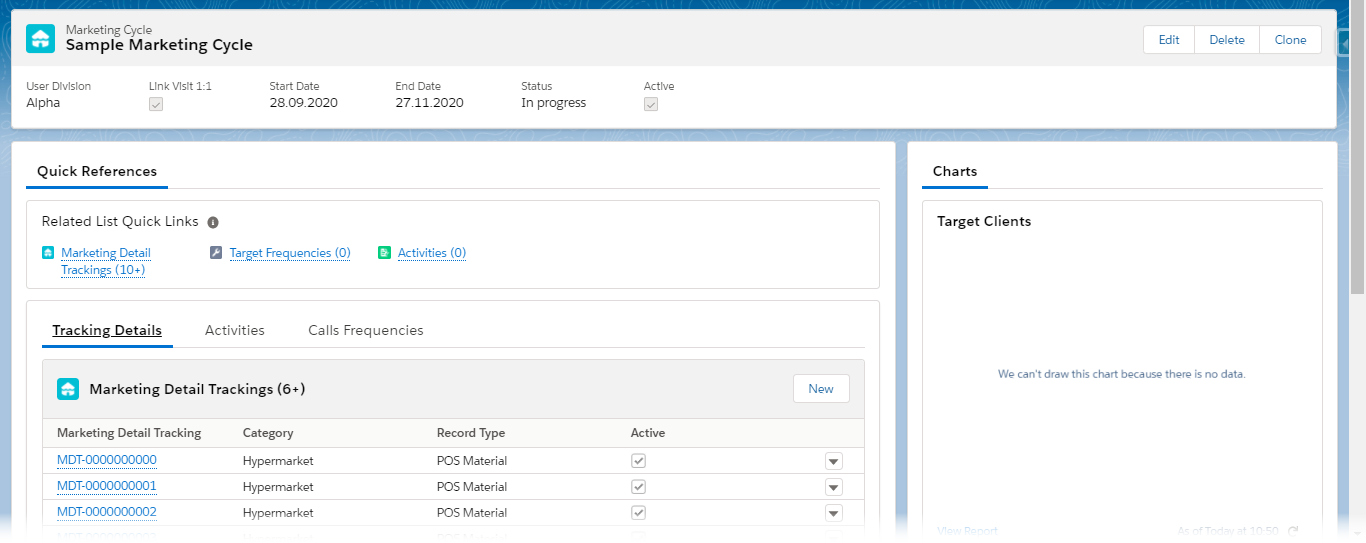 Marketing Cycle
Sample Marketing Cycle
Edit Delete Clone
User Division Link Visit 1:1 Start Date End Date Status Active
Alpha 28.09.2020 27.11.2020 In progress
Quick References
Related List Quick Links
Marketing Detail
Trackings (10+)
Target Frequencies (0)
Activities (0)
Tracking Details Activities Calls Frequencies
Marketing Detail Trackings (6+) New
Marketing Detail Tracking Category Record Type Active
MDT-0000000000 Hypermarket POS Material
MDT-0000000001 Hypermarket POS Material
MDT-0000000002 Hypermarket POS Material
Charts
Target Clients
We can't draw this chart because there is no data.
View Report As of Today at 10:50